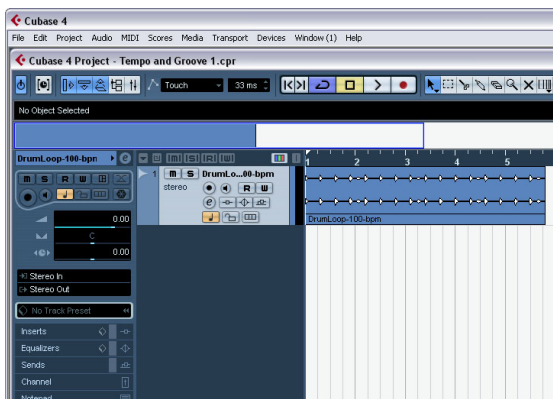 Cubase 4
File Edit Project Audio MIDI Scores Media Transport Devices Window (1) Help
Cubase 4 Project - Tempo and Groove 1.cpr
Touch 33 ms
No Object Selected
DrumLoop-100-bpn
m S R W
0.00
C
0.00
Stereo In
Stereo Out
No Track Preset
Inserts
Equalizers
Sends
Channel
Notepad
1 m S DrumLo...00-bpn
stereo R W
1 2 3 4 5
DrumLoop-100-bpm